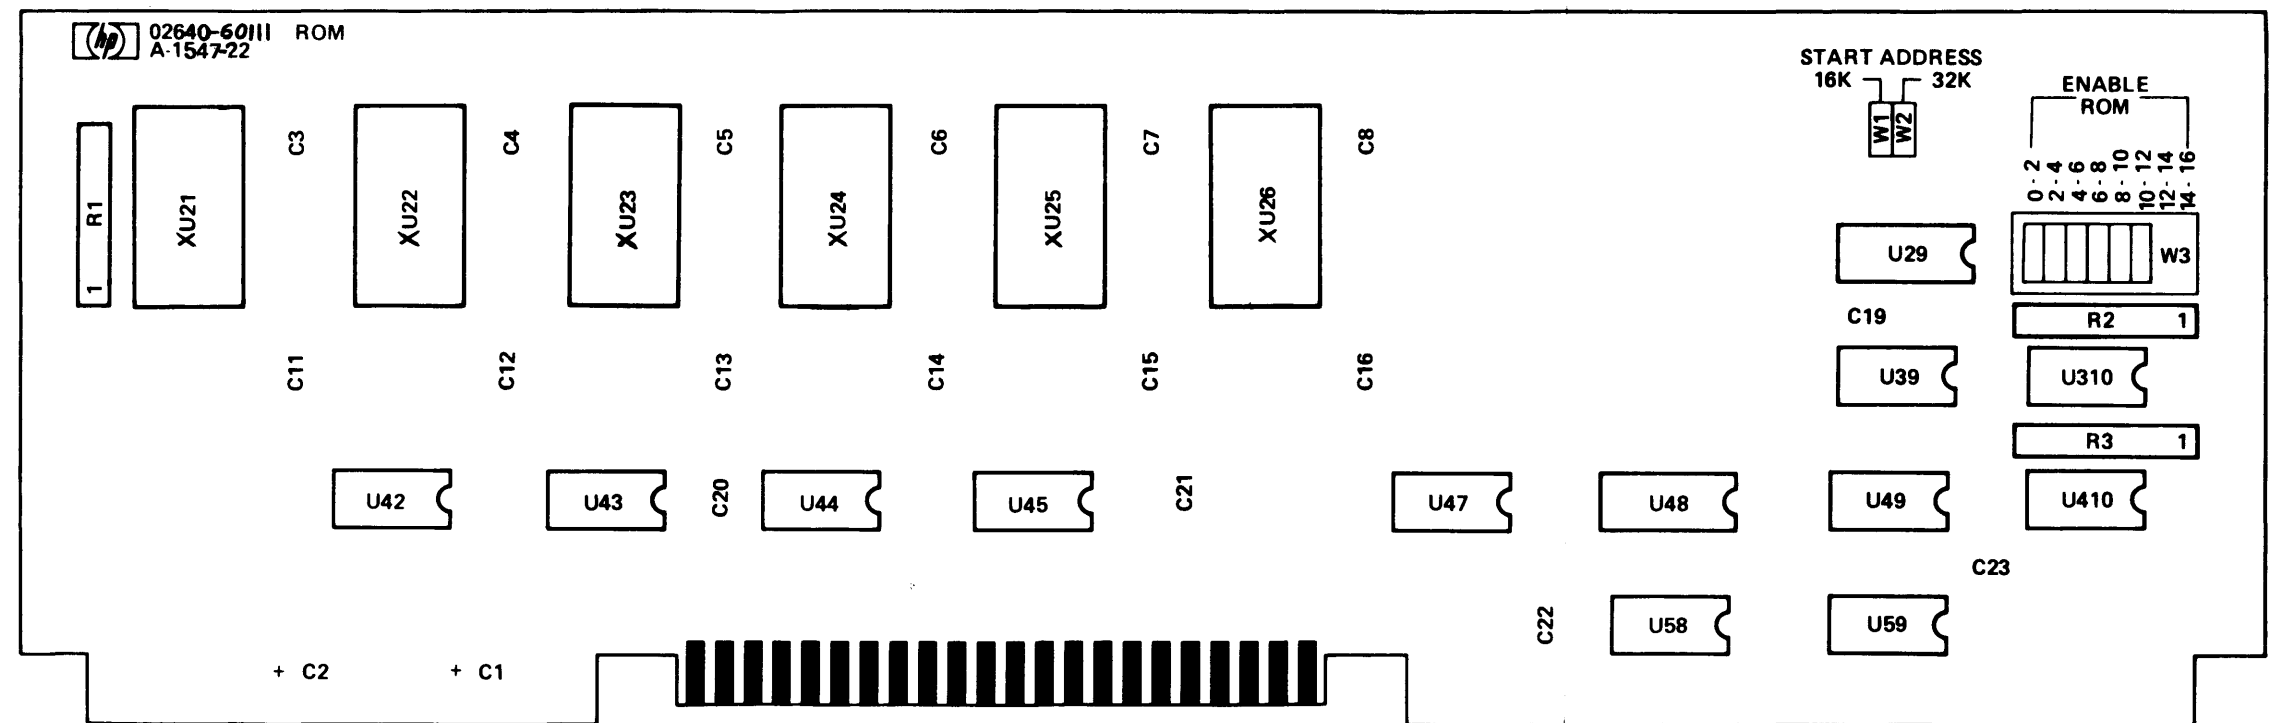 hp 02640-60111 ROM
A-1547-22
START ADDRESS
16K 32K
ENABLE
ROM
W1
W2
0 - 2
2 - 4
4 - 6
6 - 8
8 - 10
10 - 12
12 - 14
14 - 16
R1
1
XU21
C3
XU22
C4
XU23
C5
XU24
C6
XU25
C7
XU26
C8
U29
W3
C19
R2 1
C11
C12
C13
C14
C15
C16
U39
U310
R3 1
U42
U43
C20
U44
U45
C21
U47
U48
U49
U410
C23
C22
U58
U59
+ C2
+ C1